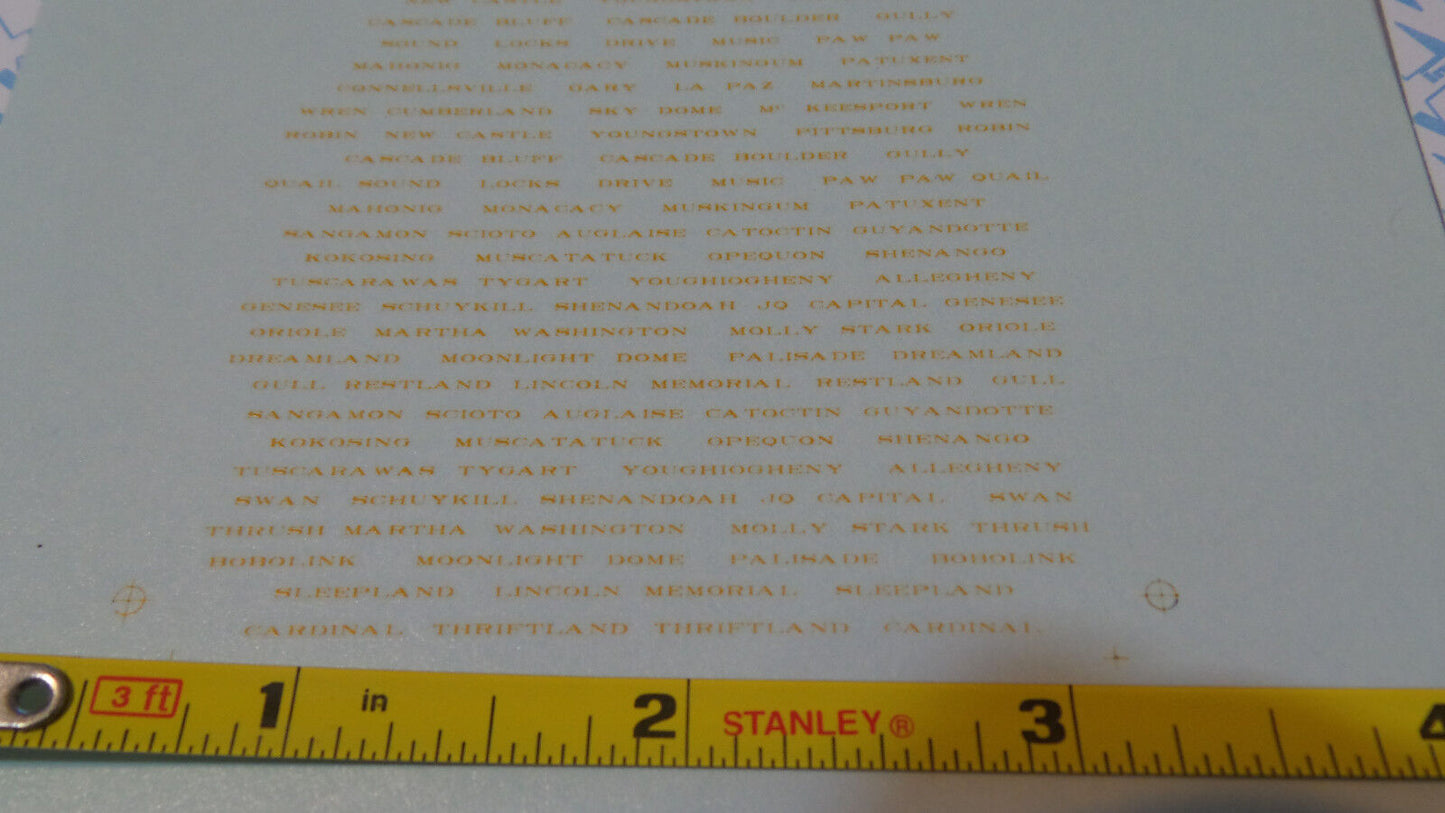 NEW CASTLE YOUNGSTOWN
CASCADE BLUFF CASCADE BOULDER GULLY
SOUND LOCKS DRIVE MUSIC PAW PAW
MAHONIG MONACACY MUSKINGUM PATUXENT
CONNELLSVILLE GARY LA PAZ MARTINSBURG
WREN CUMBERLAND SKY DOME Mc KEESPORT WREN
ROBIN NEW CASTLE YOUNGSTOWN PITTSBURG ROBIN
CASCADE BLUFF CASCADE BOULDER GULLY
QUAIL SOUND LOCKS DRIVE MUSIC PAW PAW QUAIL
MAHONIG MONACACY MUSKINGUM PATUXENT
SANGAMON SCIOTO AUGLAISE CATOCTIN GUYANDOTTE
KOKOSING MUSCATATUCK OPEQUON SHENANGO
TUSCARAWAS TYGART YOUGHIOGHENY ALLEGHENY
GENESEE SCHUYKILL SHENANDOAH JQ CAPITAL GENESEE
ORIOLE MARTHA WASHINGTON MOLLY STARK ORIOLE
DREAMLAND MOONLIGHT DOME PALISADE DREAMLAND
GULL RESTLAND LINCOLN MEMORIAL RESTLAND GULL
SANGAMON SCIOTO AUGLAISE CATOCTIN GUYANDOTTE
KOKOSING MUSCATATUCK OPEQUON SHENANGO
TUSCARAWAS TYGART YOUGHIOGHENY ALLEGHENY
SWAN SCHUYKILL SHENANDOAH JQ CAPITAL SWAN
THRUSH MARTHA WASHINGTON MOLLY STARK THRUSH
BOBOLINK MOONLIGHT DOME PALISADE BOBOLINK
SLEEPLAND LINCOLN MEMORIAL SLEEPLAND
CARDINAL THRIFTLAND THRIFTLAND CARDINAL
3 ft 1 in 2 STANLEY® 3 4